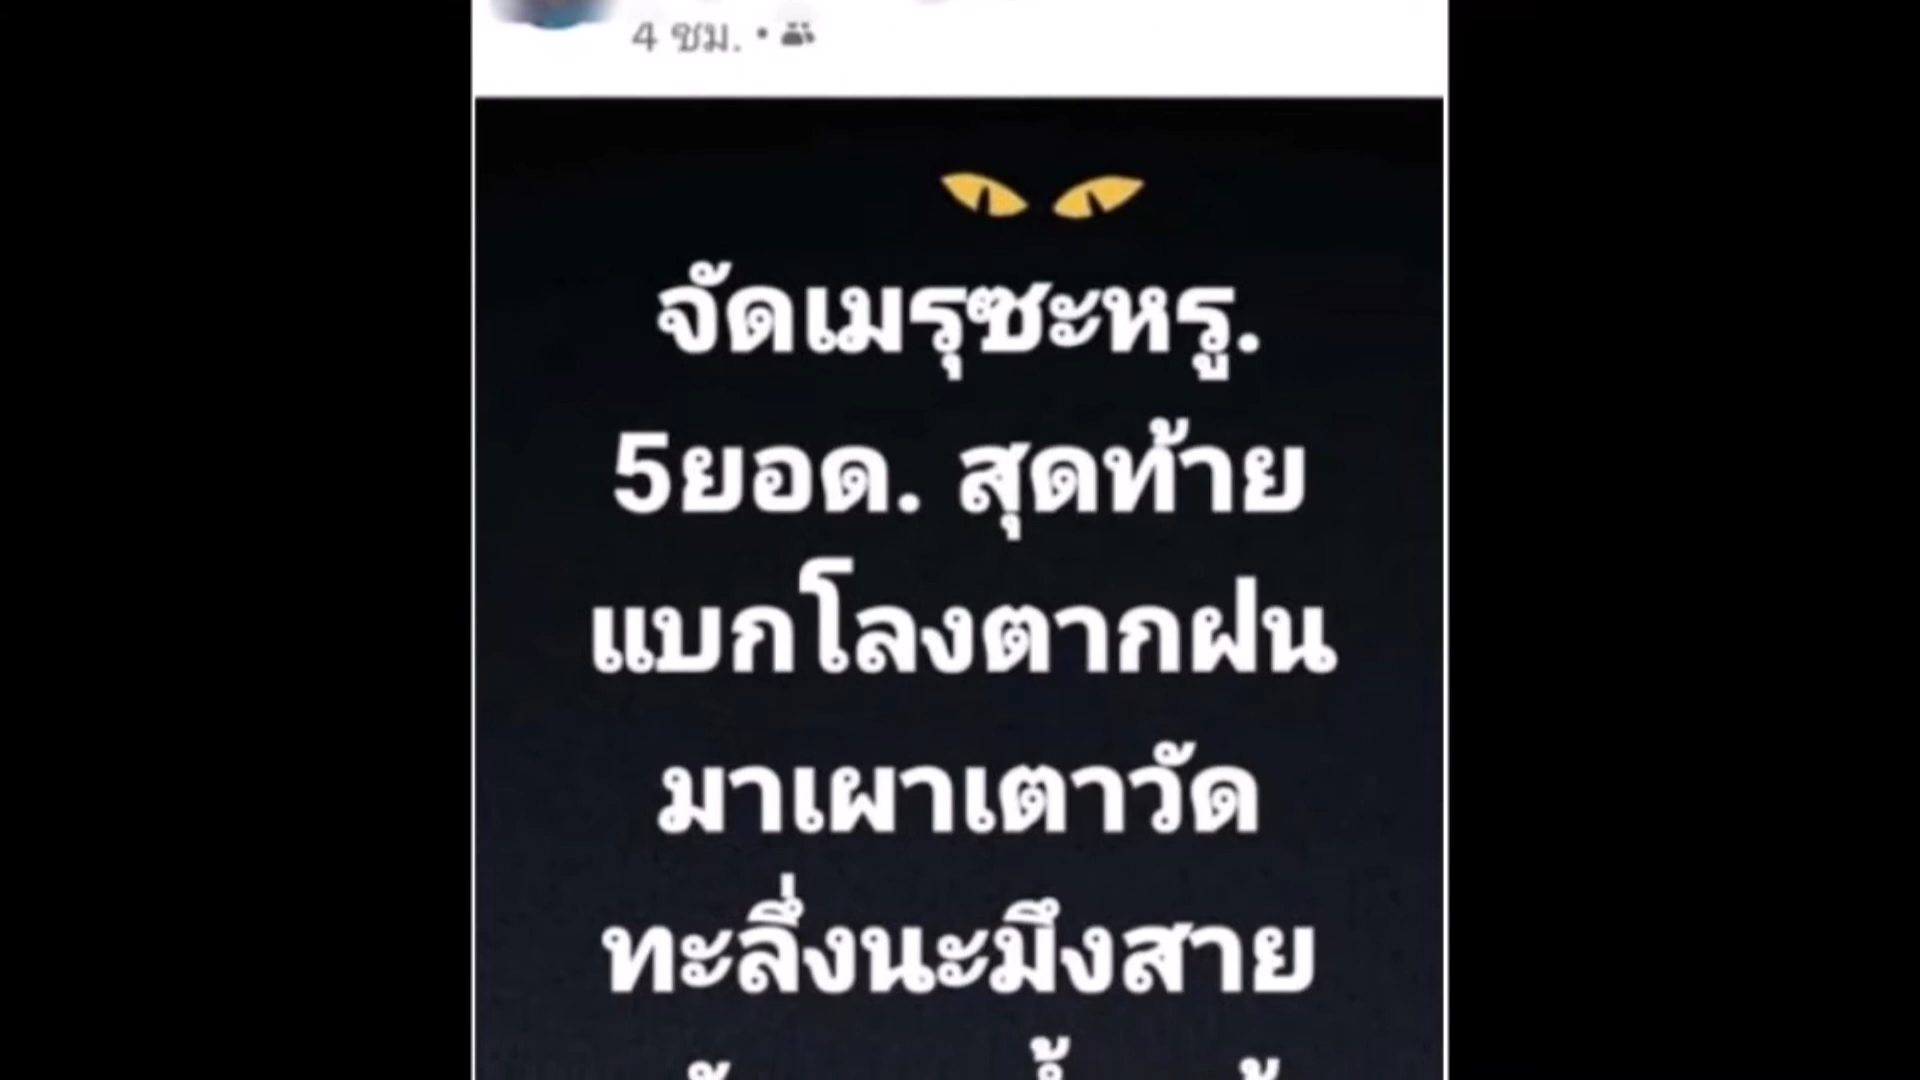 4 ชม.
จัดเมรุซะหรู.
5ยอด. สุดท้าย
แบกโลงตากฝน
มาเผาเตาวัด
ทะลึ่งนะมึงสาย